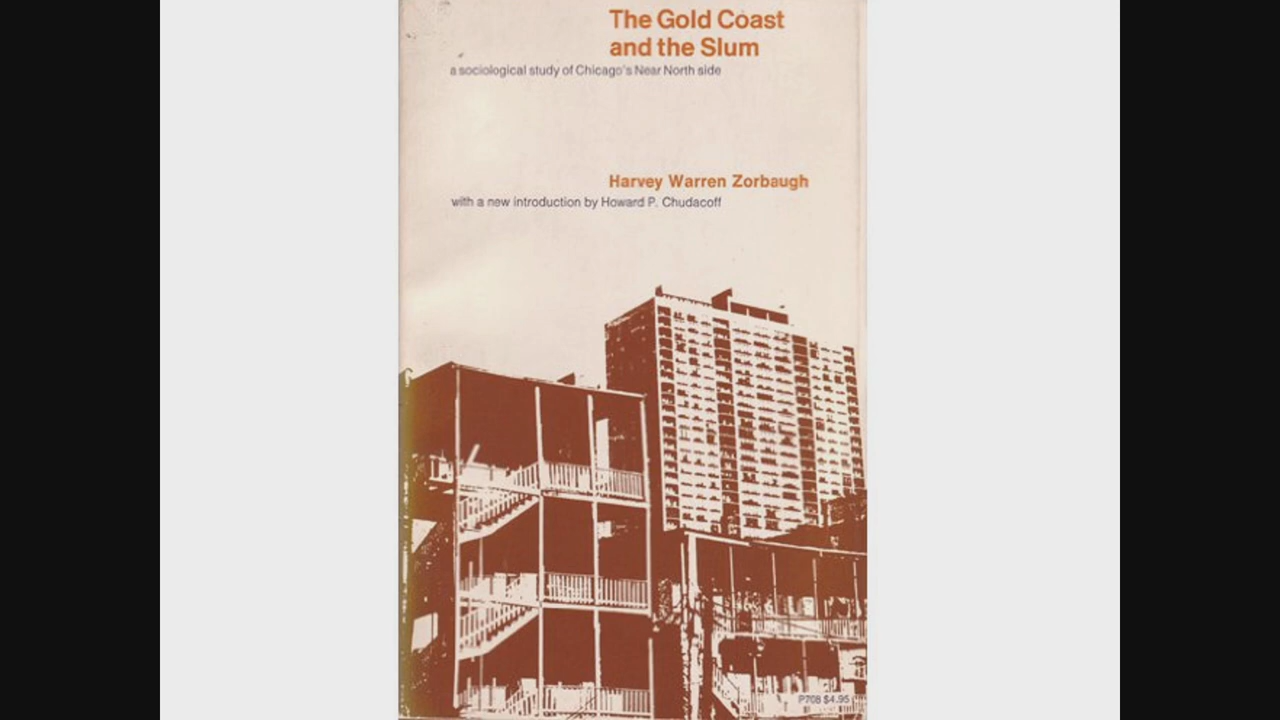 The Gold Coast
and the Slum
a sociological study of Chicago's Near North side
Harvey Warren Zorbaugh
with a new introduction by Howard P. Chudacoff
P708 $4.95